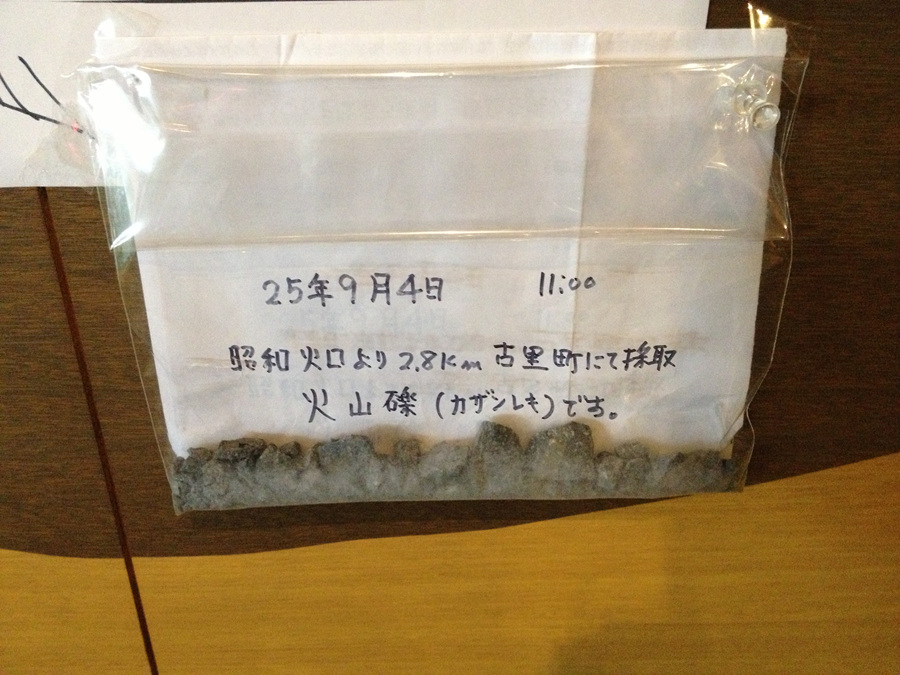 25年9月4日 11:00
昭和火口より2.8km 古里町にて採取
火山礫(カザンレキ)です。